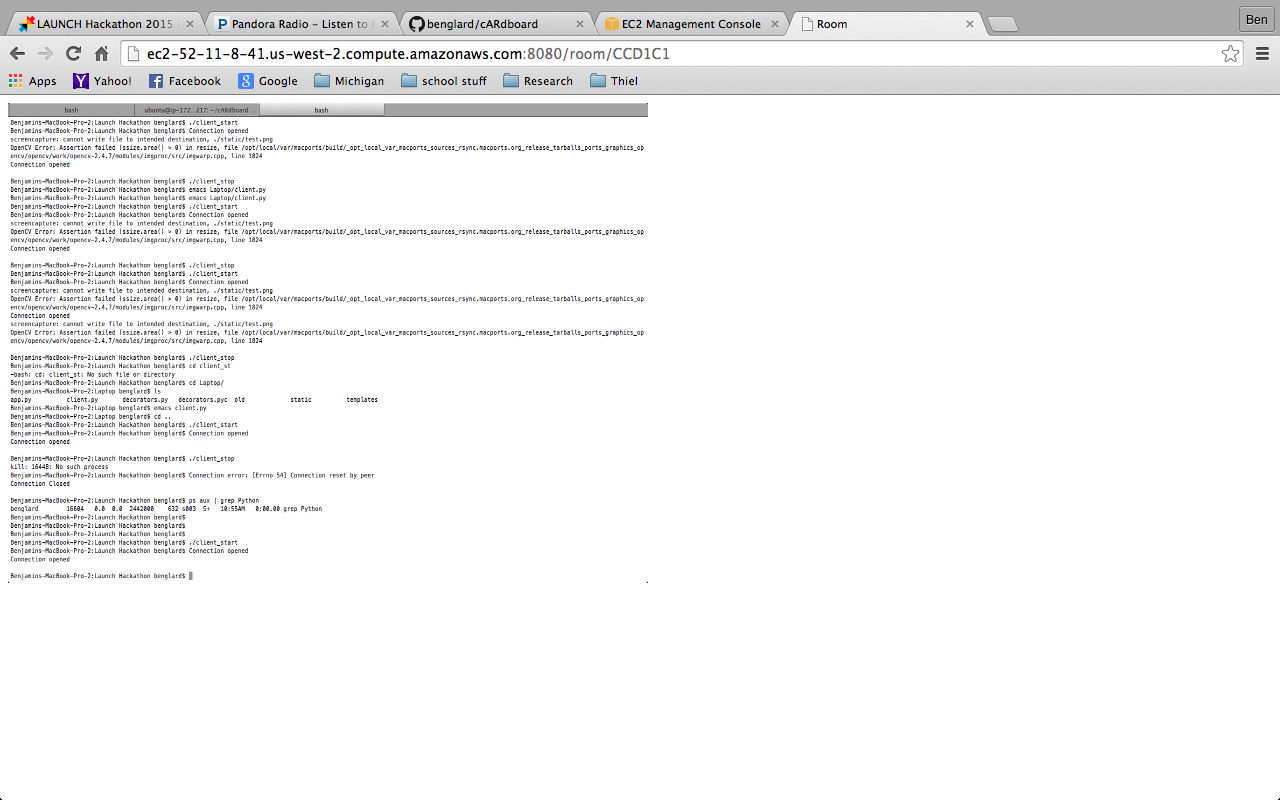 LAUNCH Hackathon 2015
Pandora Radio – Listen to
benglard/cARdboard
EC2 Management Console
Room
Ben
ec2-52-11-8-41.us-west-2.compute.amazonaws.com:8080/room/CCD1C1
Apps
Yahoo!
Facebook
Google
Michigan
school stuff
Research
Thiel
bash
ubuntu@ip-172...217: ~/cARdboard ...
bash
Benjamins-MacBook-Pro-2:Launch Hackathon benglard$ ./client_start
Benjamins-MacBook-Pro-2:Launch Hackathon benglard$ Connection opened
screencapture: cannot write file to intended destination, ./static/test.png
OpenCV Error: Assertion failed (ssize.area() > 0) in resize, file /opt/local/var/macports/build/_opt_local_var_macports_sources_rsync.macports.org_release_tarballs_ports_graphics_op
encv/opencv/work/opencv-2.4.7/modules/imgproc/src/imgwarp.cpp, line 1824
Connection opened
Benjamins-MacBook-Pro-2:Launch Hackathon benglard$ ./client_stop
Benjamins-MacBook-Pro-2:Launch Hackathon benglard$ emacs Laptop/client.py
Benjamins-MacBook-Pro-2:Launch Hackathon benglard$ emacs Laptop/client.py
Benjamins-MacBook-Pro-2:Launch Hackathon benglard$ ./client_start
Benjamins-MacBook-Pro-2:Launch Hackathon benglard$ Connection opened
screencapture: cannot write file to intended destination, ./static/test.png
OpenCV Error: Assertion failed (ssize.area() > 0) in resize, file /opt/local/var/macports/build/_opt_local_var_macports_sources_rsync.macports.org_release_tarballs_ports_graphics_op
encv/opencv/work/opencv-2.4.7/modules/imgproc/src/imgwarp.cpp, line 1824
Connection opened
Benjamins-MacBook-Pro-2:Launch Hackathon benglard$ ./client_stop
Benjamins-MacBook-Pro-2:Launch Hackathon benglard$ ./client_start
Benjamins-MacBook-Pro-2:Launch Hackathon benglard$ Connection opened
screencapture: cannot write file to intended destination, ./static/test.png
OpenCV Error: Assertion failed (ssize.area() > 0) in resize, file /opt/local/var/macports/build/_opt_local_var_macports_sources_rsync.macports.org_release_tarballs_ports_graphics_op
encv/opencv/work/opencv-2.4.7/modules/imgproc/src/imgwarp.cpp, line 1824
Connection opened
screencapture: cannot write file to intended destination, ./static/test.png
OpenCV Error: Assertion failed (ssize.area() > 0) in resize, file /opt/local/var/macports/build/_opt_local_var_macports_sources_rsync.macports.org_release_tarballs_ports_graphics_op
encv/opencv/work/opencv-2.4.7/modules/imgproc/src/imgwarp.cpp, line 1824
Benjamins-MacBook-Pro-2:Launch Hackathon benglard$ ./client_stop
Benjamins-MacBook-Pro-2:Launch Hackathon benglard$ cd client_st
-bash: cd: client_st: No such file or directory
Benjamins-MacBook-Pro-2:Launch Hackathon benglard$ cd Laptop/
Benjamins-MacBook-Pro-2:Laptop benglard$ ls
app.py client.py decorators.py decorators.pyc old static templates
Benjamins-MacBook-Pro-2:Laptop benglard$ emacs client.py
Benjamins-MacBook-Pro-2:Laptop benglard$ cd ..
Benjamins-MacBook-Pro-2:Launch Hackathon benglard$ ./client_start
Benjamins-MacBook-Pro-2:Launch Hackathon benglard$ Connection opened
Connection opened
Benjamins-MacBook-Pro-2:Launch Hackathon benglard$ ./client_stop
kill: 16448: No such process
Benjamins-MacBook-Pro-2:Launch Hackathon benglard$ Connection error: [Errno 54] Connection reset by peer
Connection Closed
Benjamins-MacBook-Pro-2:Launch Hackathon benglard$ ps aux | grep Python
benglard 16604 0.0 0.0 2442000 632 s003 S+ 10:55AM 0:00.00 grep Python
Benjamins-MacBook-Pro-2:Launch Hackathon benglard$
Benjamins-MacBook-Pro-2:Launch Hackathon benglard$
Benjamins-MacBook-Pro-2:Launch Hackathon benglard$
Benjamins-MacBook-Pro-2:Launch Hackathon benglard$ ./client_start
Benjamins-MacBook-Pro-2:Launch Hackathon benglard$ Connection opened
Connection opened
Benjamins-MacBook-Pro-2:Launch Hackathon benglard$